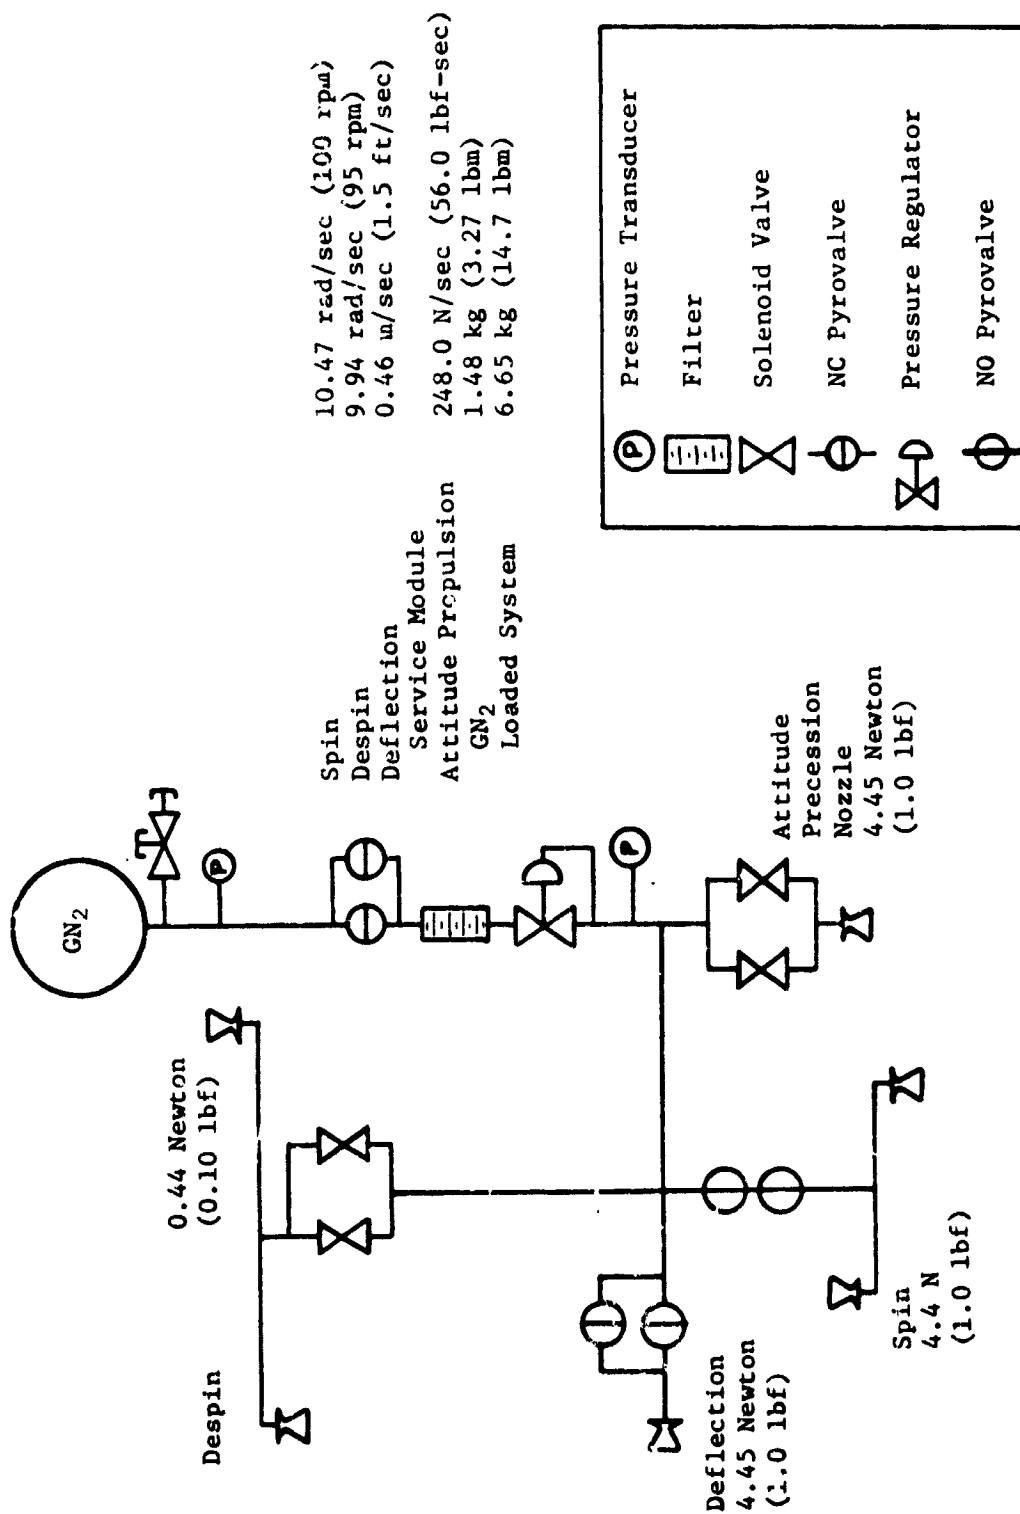 GN2
P
P
0.44 Newton
(0.10 lbf)
Despin
Deflection
4.45 Newton
(1.0 lbf)
Spin
4.4 N
(1.0 lbf)
Attitude
Precession
Nozzle
4.45 Newton
(1.0 lbf)
Spin 10.47 rad/sec (100 rpm)
Despin 9.94 rad/sec (95 rpm)
Deflection 0.46 m/sec (1.5 ft/sec)
Service Module
Attitude Propulsion 248.0 N/sec (56.0 lbf-sec)
GN2 1.48 kg (3.27 lbm)
Loaded System 6.65 kg (14.7 lbm)
P Pressure Transducer
Filter
Solenoid Valve
NC Pyrovalve
Pressure Regulator
NO Pyrovalve